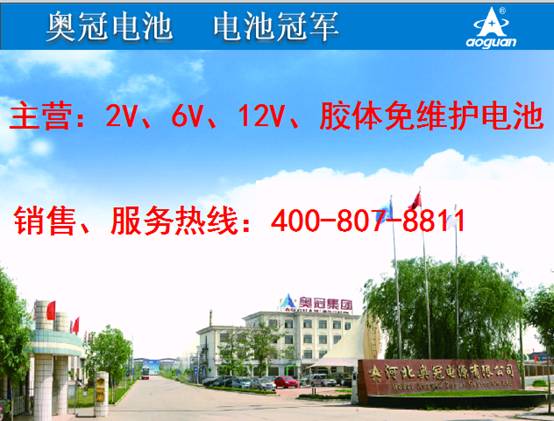 奥冠电池 电池冠军
R
aoguan
主营：2V、6V、12V、胶体免维护电池
销售、服务热线：400-807-8811
奥冠集团
河北奥冠电源有限公司